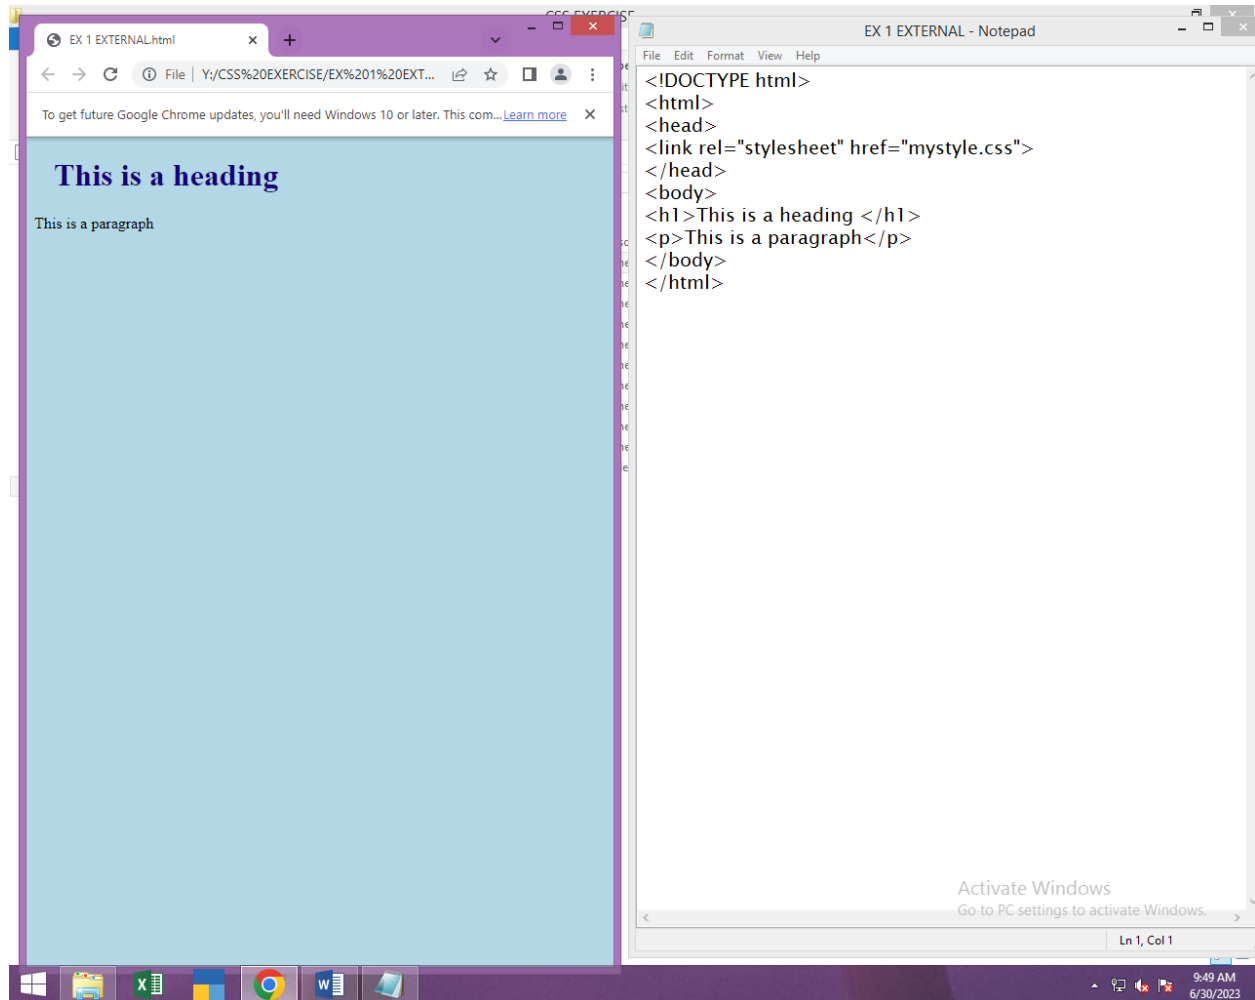 CSS EXERCISE
EX 1 EXTERNAL.html
File
Y:/CSS%20EXERCISE/EX%201%20EXT...
To get future Google Chrome updates, you'll need Windows 10 or later. This com...Learn more
This is a heading
This is a paragraph
EX 1 EXTERNAL - Notepad
File Edit Format View Help
<!DOCTYPE html>
<html>
<head>
<link rel="stylesheet" href="mystyle.css">
</head>
<body>
<h1>This is a heading </h1>
<p>This is a paragraph</p>
</body>
</html>
Activate Windows
Go to PC settings to activate Windows.
Ln 1, Col 1
9:49 AM
6/30/2023